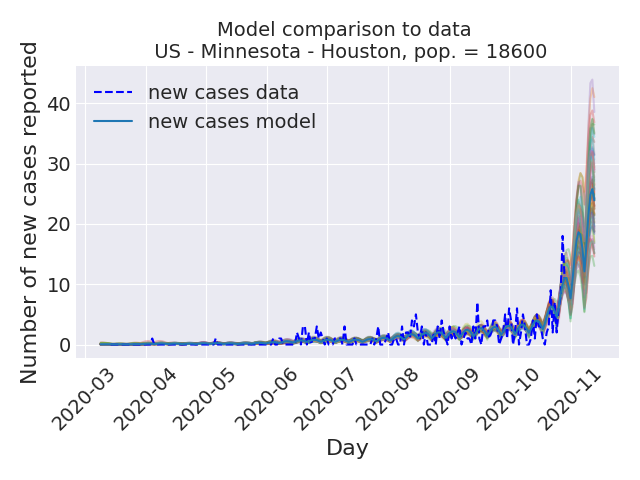 Model comparison to data
US - Minnesota - Houston, pop. = 18600
Number of new cases reported
40
30
20
10
0
new cases data
new cases model
2020-03
2020-04
2020-05
2020-06
2020-07
2020-08
2020-09
2020-10
2020-11
Day